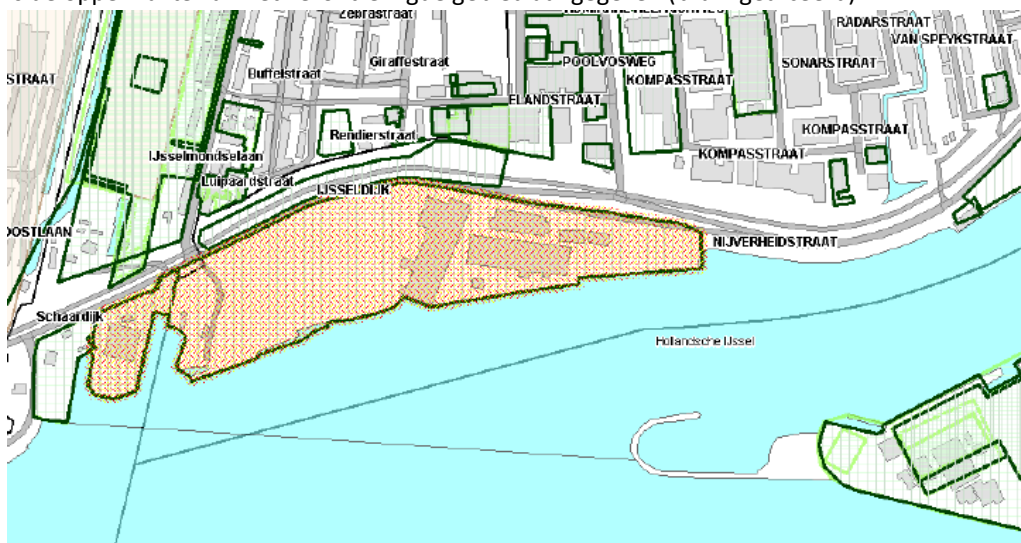 Zebrastraat
RADARSTRAAT
VAN SPEYKSTRAAT
Giraffestraat
POOLVOSWEG
SONARSTRAAT
STRAAT
Buffelstraat
KOMPASSTRAAT
ELANDSTRAAT
Rendierstraat
KOMPASSTRAAT
IJsselmondselaan
KOMPASSTRAAT
Luipaardstraat
IJSSELDIJK
OOSTLAAN
NIJVERHEIDSTRAAT
Schaardijk
Hollandsche IJssel